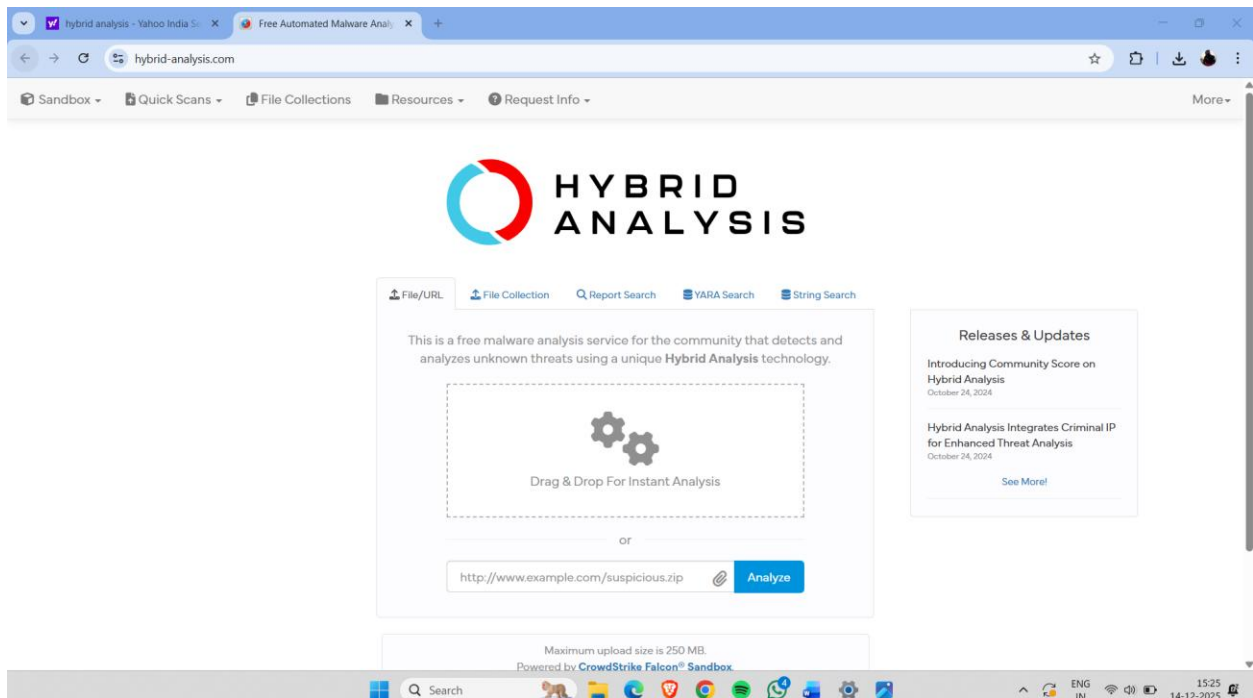 hybrid analysis - Yahoo India Se
Free Automated Malware Analy
hybrid-analysis.com
Sandbox
Quick Scans
File Collections
Resources
Request Info
More
HYBRID
ANALYSIS
File/URL
File Collection
Report Search
YARA Search
String Search
This is a free malware analysis service for the community that detects and
analyzes unknown threats using a unique Hybrid Analysis technology.
Drag & Drop For Instant Analysis
or
http://www.example.com/suspicious.zip
Analyze
Maximum upload size is 250 MB.
Powered by CrowdStrike Falcon® Sandbox.
Releases & Updates
Introducing Community Score on
Hybrid Analysis
October 24, 2024
Hybrid Analysis Integrates Criminal IP
for Enhanced Threat Analysis
October 24, 2024
See More!
Search
ENG
IN
15:25
14-12-2025